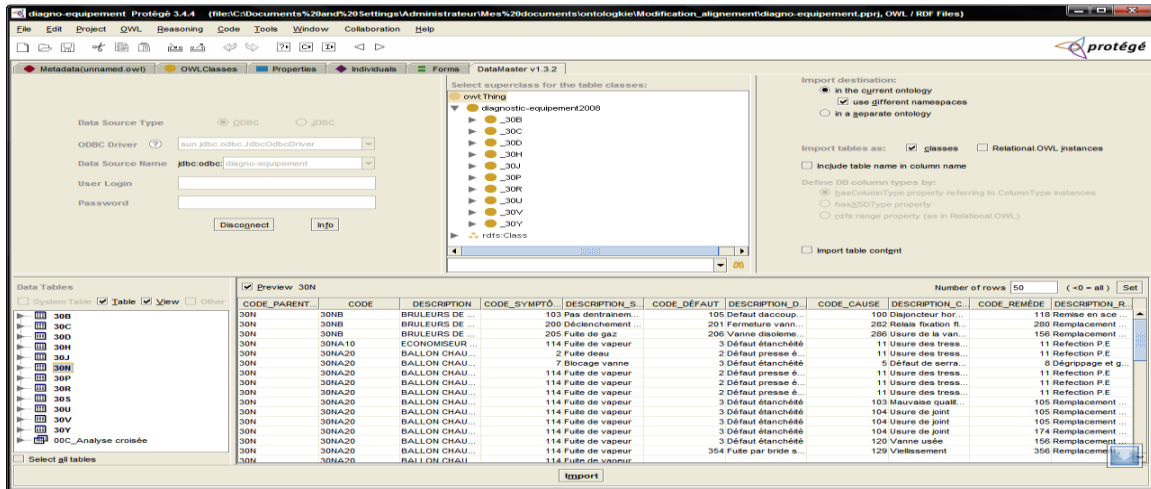 diagno-equipement Protégé 3.4.4 (file:\C:\Documents%20and%20Settings\Administrateur\Mes%20documents\ontologkie\Modification_alignement\diagno-equipement.pprj, OWL / RDF Files)
File Edit Project OWL Reasoning Code Tools Window Collaboration Help
protégé
Metadata(unnamed.owl) OWLClasses Properties Individuals Forms DataMaster v1.3.2
Data Source Type ODBC JDBC
ODBC Driver (?) sun.jdbc.odbc.JdbcOdbcDriver
Data Source Name jdbc:odbc: diagno-equipement
User Login
Password
Disconnect Info
Select superclass for the table classes:
owl:Thing
diagnostic-equipement2008
_30B
_30C
_30D
_30H
_30J
_30P
_30R
_30U
_30V
_30Y
rdfs:Class
Import destination:
in the current ontology
use different namespaces
in a separate ontology
Import tables as: classes Relational.OWL instances
Include table name in column name
Define DB column types by:
hasColumnType property referring to ColumnType instances
hasXSDType property
rdfs:range property (as in Relational.OWL)
Import table content
Data Tables
System Table Table View Other
30B
30C
30D
30H
30J
30N
30P
30R
30S
30U
30V
30Y
00C_Analyse croisée
Select all tables
Preview 30N Number of rows 50 ( <0 = all ) Set
CODE_PARENT... CODE DESCRIPTION CODE_SYMPTÔ... DESCRIPTION_S... CODE_DÉFAUT DESCRIPTION_D... CODE_CAUSE DESCRIPTION_C... CODE_REMÈDE DESCRIPTION_R...
30N 30NB BRULEURS DE ... 103 Pas dentrainem... 105 Defaut daccoup... 100 Disjoncteur hor... 118 Remise en sce ...
30N 30NB BRULEURS DE ... 200 Déclenchement ... 201 Fermeture vann... 282 Relais fixation fl... 280 Remplacement ...
30N 30NB BRULEURS DE ... 205 Fuite de gaz 206 Vanne disoleme... 286 Usure de la van... 156 Remplacement ...
30N 30NA10 ECONOMISEUR ... 114 Fuite de vapeur 3 Défaut étanchéité 11 Usure des tress... 11 Refection P.E
30N 30NA20 BALLON CHAU... 2 Fuite deau 2 Défaut presse é... 11 Usure des tress... 11 Refection P.E
30N 30NA20 BALLON CHAU... 7 Blocage vanne 3 Défaut étanchéité 5 Défaut de serra... 8 Dégrippage et g...
30N 30NA20 BALLON CHAU... 114 Fuite de vapeur 2 Défaut presse é... 11 Usure des tress... 11 Refection P.E
30N 30NA20 BALLON CHAU... 114 Fuite de vapeur 2 Défaut presse é... 11 Usure des tress... 11 Refection P.E
30N 30NA20 BALLON CHAU... 114 Fuite de vapeur 2 Défaut presse é... 11 Usure des tress... 11 Refection P.E
30N 30NA20 BALLON CHAU... 114 Fuite de vapeur 3 Défaut étanchéité 103 Mauvaise qualit... 105 Remplacement ...
30N 30NA20 BALLON CHAU... 114 Fuite de vapeur 3 Défaut étanchéité 104 Usure de joint 105 Remplacement ...
30N 30NA20 BALLON CHAU... 114 Fuite de vapeur 3 Défaut étanchéité 104 Usure de joint 105 Remplacement ...
30N 30NA20 BALLON CHAU... 114 Fuite de vapeur 3 Défaut étanchéité 104 Usure de joint 174 Remplacement ...
30N 30NA20 BALLON CHAU... 114 Fuite de vapeur 3 Défaut étanchéité 120 Vanne usée 156 Remplacement ...
30N 30NA20 BALLON CHAU... 114 Fuite de vapeur 354 Fuite par bride s... 129 Viellissement 356 Remplacement...
30N 30NA20 BALLON CHAU 114 Fuite de vapeur
Import